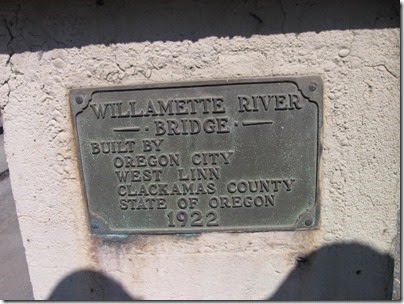 WILLAMETTE RIVER
— · BRIDGE · —
BUILT BY
OREGON CITY
WEST LINN
CLACKAMAS COUNTY
STATE OF OREGON
1922